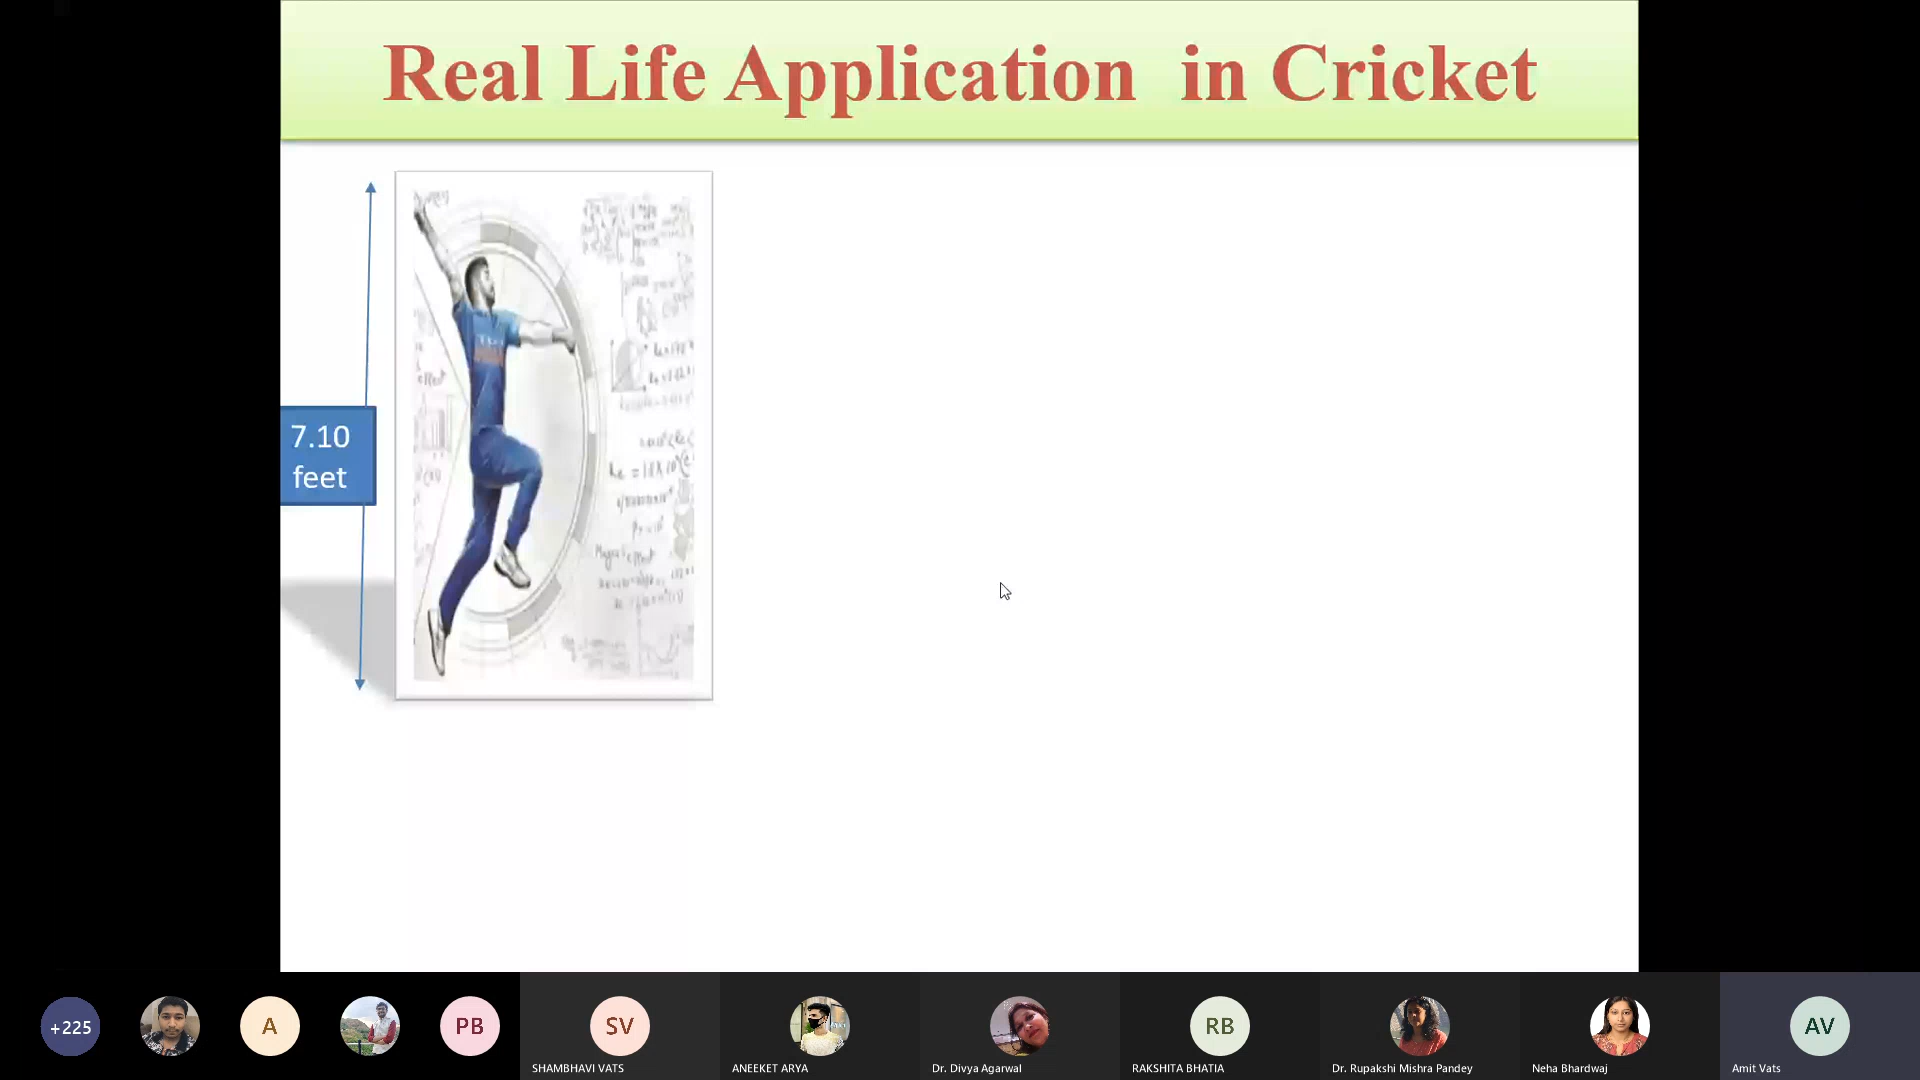 Real Life Application in Cricket
7.10
feet
+225
A
PB
SV
RB
AV
SHAMBHAVI VATS
ANEEKET ARYA
Dr. Divya Agarwal
RAKSHITA BHATIA
Dr. Rupakshi Mishra Pandey
Neha Bhardwaj
Amit Vats